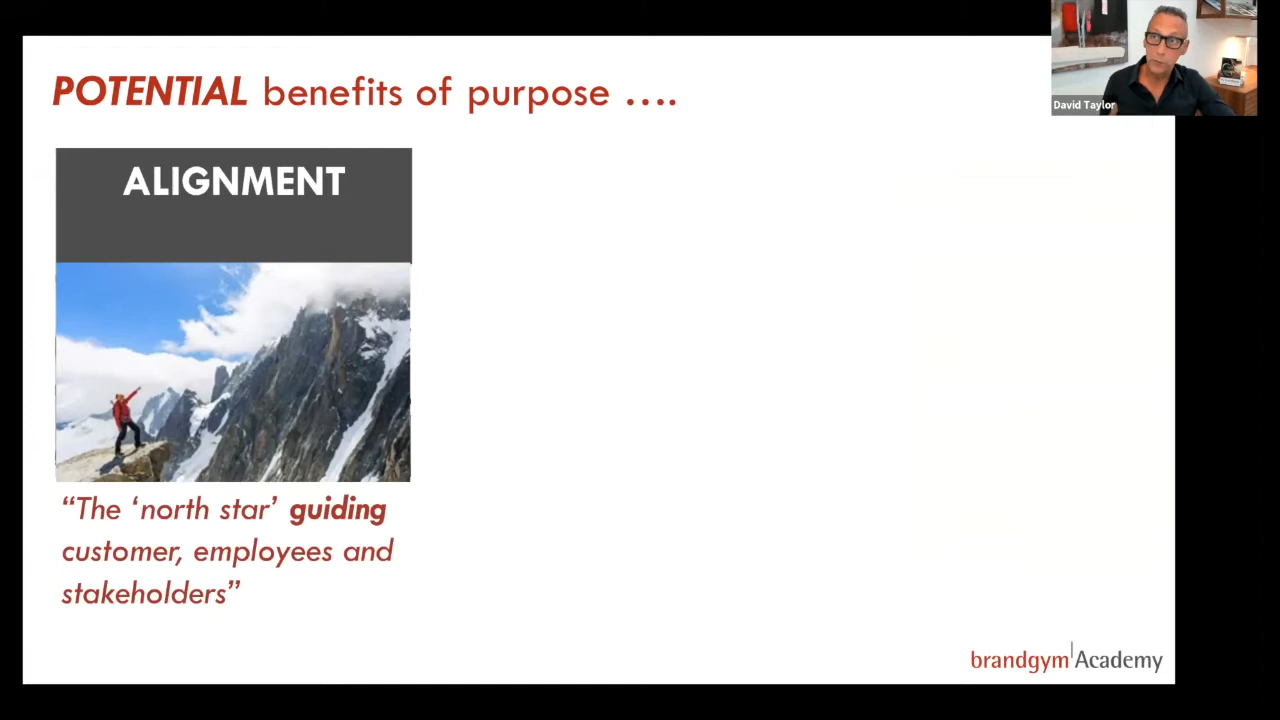 POTENTIAL benefits of purpose ....
David Taylor
ALIGNMENT
“The ‘north star’ guiding
customer, employees and
stakeholders”
brandgym|Academy